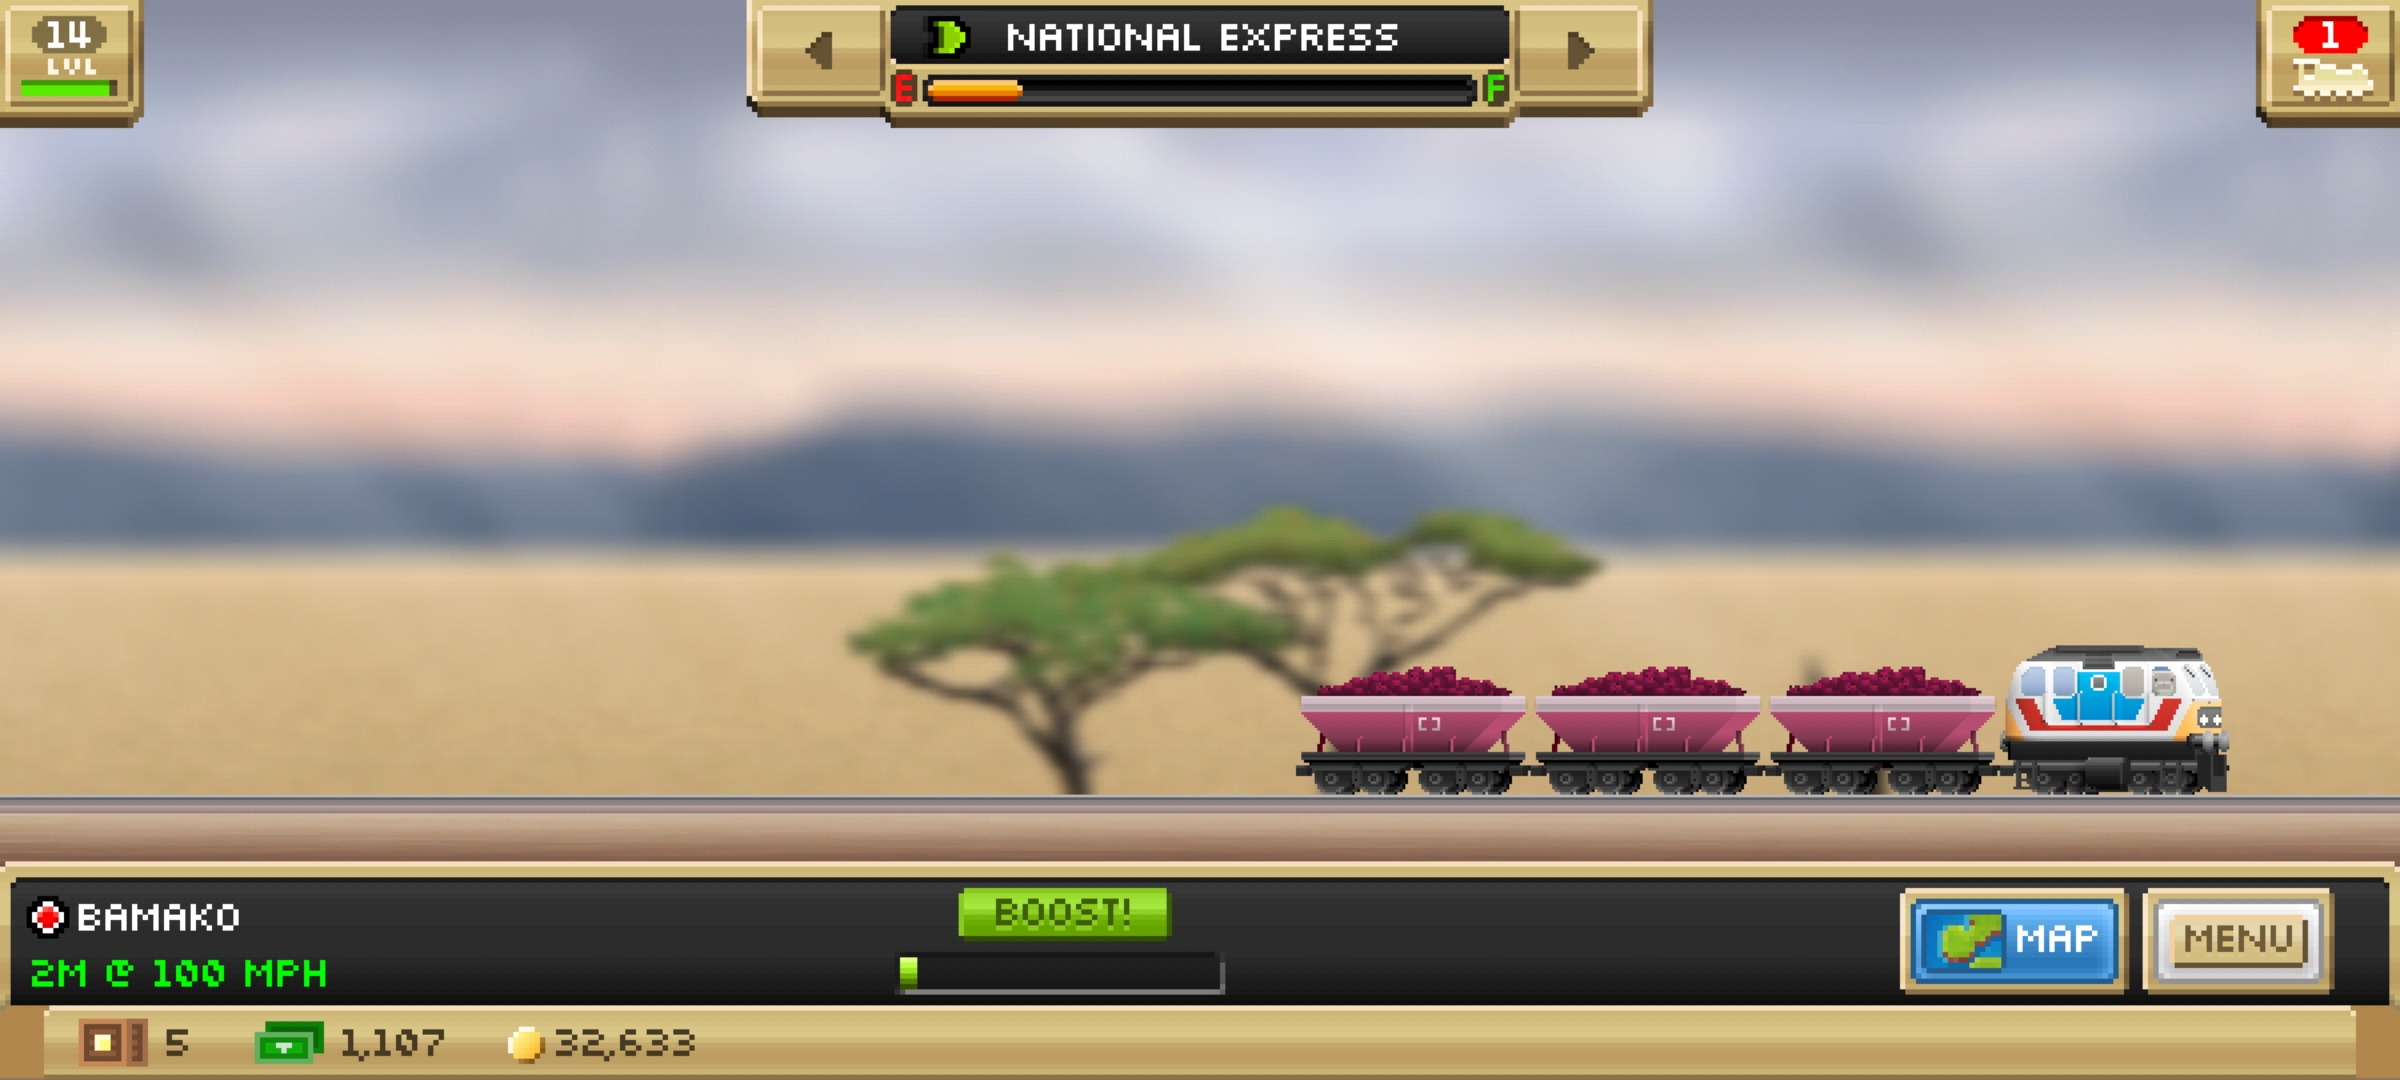 14
LVL
NATIONAL EXPRESS
E F
1
BAMAKO
2M @ 100 MPH
BOOST!
MAP
MENU
5
1,107
32,633